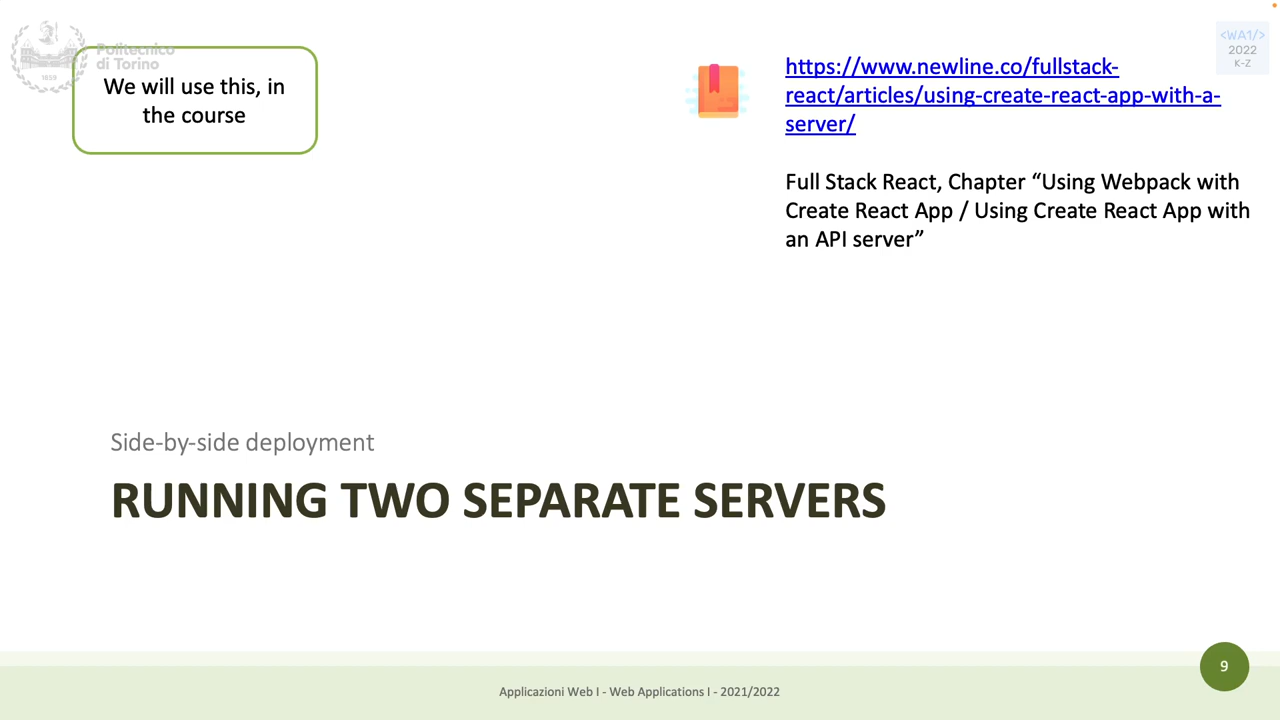 Politecnico
di Torino
1859
We will use this, in
the course
https://www.newline.co/fullstack-
react/articles/using-create-react-app-with-a-
server/
Full Stack React, Chapter “Using Webpack with
Create React App / Using Create React App with
an API server”
<WA1/>
2022
K-Z
Side-by-side deployment
RUNNING TWO SEPARATE SERVERS
9
Applicazioni Web I - Web Applications I - 2021/2022